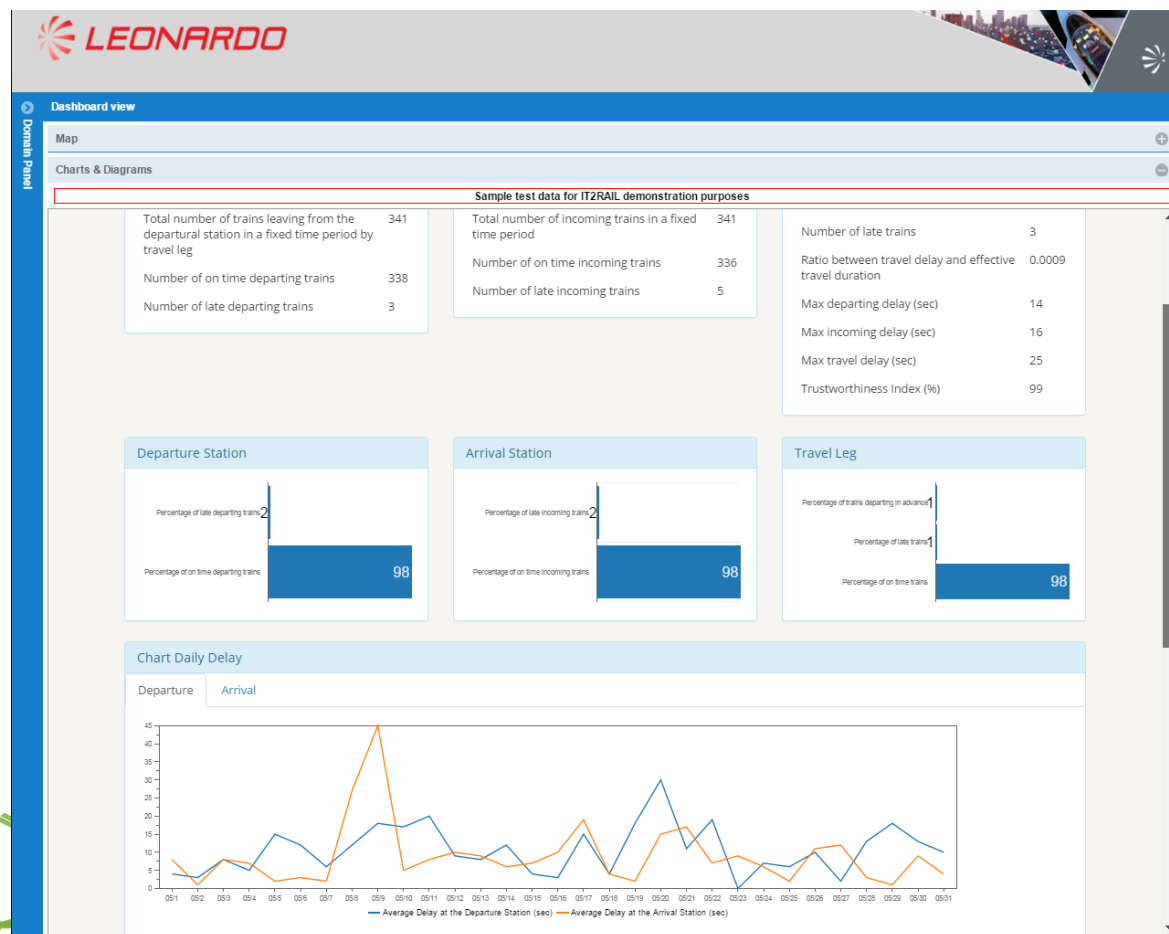 LEONARDO
Dashboard view
Domain Panel
Map
Charts & Diagrams
Sample test data for IT2RAIL demonstration purposes
Total number of trains leaving from the 341
departural station in a fixed time period by
travel leg
Number of on time departing trains 338
Number of late departing trains 3
Total number of incoming trains in a fixed 341
time period
Number of on time incoming trains 336
Number of late incoming trains 5
Number of late trains 3
Ratio between travel delay and effective 0.0009
travel duration
Max departing delay (sec) 14
Max incoming delay (sec) 16
Max travel delay (sec) 25
Trustworthiness Index (%) 99
Departure Station
Percentage of late departing trains 2
Percentage of on time departing trains 98
Arrival Station
Percentage of late incoming trains 2
Percentage of on time incoming trains 98
Travel Leg
Percentage of trains departing in advance 1
Percentage of late trains 1
Percentage of on time trains 98
Chart Daily Delay
Departure Arrival
45
40
35
30
25
20
15
10
5
0
05/1 05/2 05/3 05/4 05/5 05/6 05/7 05/8 05/9 05/10 05/11 05/12 05/13 05/14 05/15 05/16 05/17 05/18 05/19 05/20 05/21 05/22 05/23 05/24 05/25 05/26 05/27 05/28 05/29 05/30 05/31
Average Delay at the Departure Station (sec) Average Delay at the Arrival Station (sec)